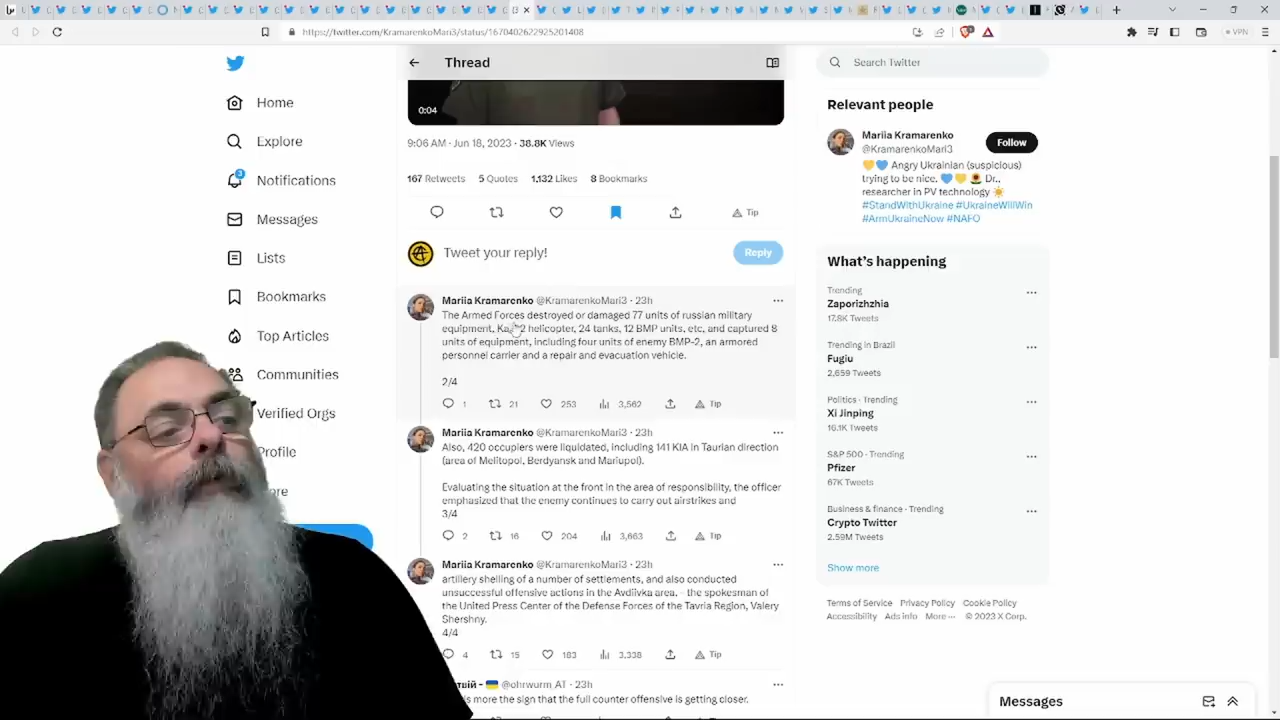 https://twitter.com/KramarenkoMari3/status/1670402622925201408
VPN
Home
Explore
3
Notifications
Messages
Lists
Bookmarks
Top Articles
Communities
Verified Orgs
Thread
0:04
9:06 AM · Jun 18, 2023 · 38.8K Views
167 Retweets 5 Quotes 1,132 Likes 8 Bookmarks
Tip
Tweet your reply!
Reply
Mariia Kramarenko @KramarenkoMari3 · 23h
The Armed Forces destroyed or damaged 77 units of russian military
equipment, helicopter, 24 tanks, 12 BMP units, etc, and captured 8
units of equipment, including four units of enemy BMP-2, an armored
personnel carrier and a repair and evacuation vehicle.
2/4
1 21 253 3,562 Tip
Mariia Kramarenko @KramarenkoMari3 · 23h
Also, 420 occupiers were liquidated, including 141 KIA in Taurian direction
(area of Melitopol, Berdyansk and Mariupol).
Evaluating the situation at the front in the area of responsibility, the officer
emphasized that the enemy continues to carry out airstrikes and
3/4
2 16 204 3,663 Tip
Mariia Kramarenko @KramarenkoMari3 · 23h
artillery shelling of a number of settlements, and also conducted
unsuccessful offensive actions in the Avdiivka area, - the spokesman of
the United Press Center of the Defense Forces of the Tavria Region, Valery
Shershny.
4/4
4 15 183 3,338 Tip
@ohrwurm_AT · 23h
is more the sign that the full counter offensive is getting closer.
Search Twitter
Relevant people
Mariia Kramarenko
@KramarenkoMari3
Follow
💛💙 Angry Ukrainian (suspicious)
trying to be nice. 💙💛 🌻 Dr.,
researcher in PV technology ☀️
#StandWithUkraine #UkraineWillWin
#ArmUkraineNow #NAFO
What's happening
Trending
Zaporizhzhia
17.8K Tweets
Trending in Brazil
Fugiu
2,659 Tweets
Politics · Trending
Xi Jinping
16.1K Tweets
S&P 500 · Trending
Pfizer
67K Tweets
Business & finance · Trending
Crypto Twitter
2.59M Tweets
Show more
Terms of Service Privacy Policy Cookie Policy
Accessibility Ads info More ··· © 2023 X Corp.
Messages